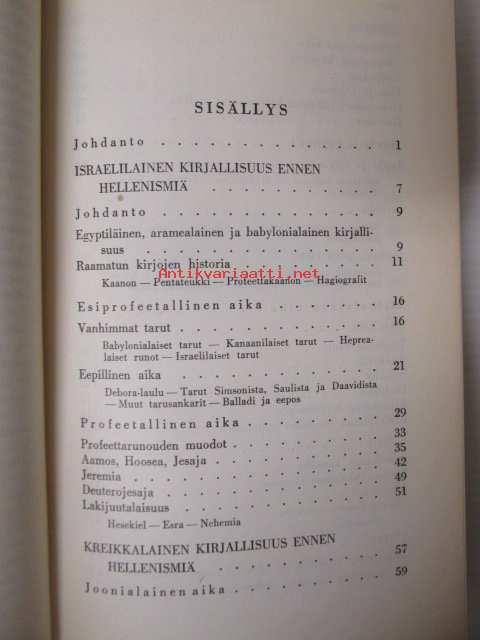 SISÄLLYS
Johdanto . . . . . . . . . . . . . 1
ISRAELILAINEN KIRJALLISUUS ENNEN
HELLENISMIÄ . . . . . . . . . . 7
Johdanto . . . . . . . . . . . . . 9
Egyptiläinen, aramealainen ja babylonialainen kirjalli-
suus . . . . . . . . . . . . . 9
Raamatun kirjojen historia . . . . . . . . 11
Kaanon — Pentateukki — Profeettakaanon — Hagiografit
Antikvariaatti.net
Esiprofeetallinen aika . . . . . . . 16
Vanhimmat tarut . . . . . . . . . . . 16
Babylonialaiset tarut — Kanaanilaiset tarut — Heprea-
laiset runot — Israelilaiset tarut
Eepillinen aika . . . . . . . . . . . 21
Debora-laulu — Tarut Simsonista, Saulista ja Daavidista
— Muut tarusankarit — Balladi ja eepos
Profeetallinen aika . . . . . . . . 29
Profeettarunouden muodot . . . . . . . . 33
Aamos, Hoosea, Jesaja . . . . . . . . . 35
Jeremia . . . . . . . . . . . . . 42
Deuterojesaja . . . . . . . . . . . 49
Lakijuutalaisuus . . . . . . . . . . 51
Hesekiel — Esra — Nehemia
KREIKKALAINEN KIRJALLISUUS ENNEN
HELLENISMIÄ . . . . . . . . . 57
Joonialainen aika . . . . . . . . . 59